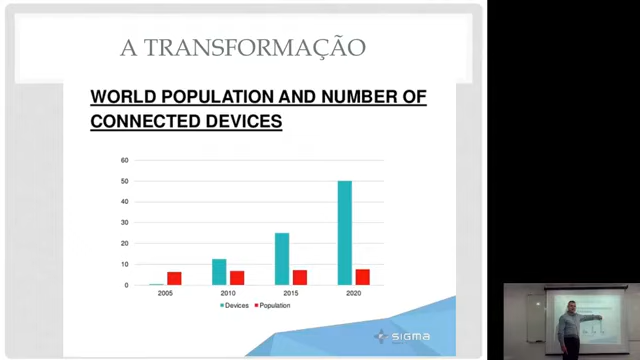 A TRANSFORMAÇÃO
WORLD POPULATION AND NUMBER OF
CONNECTED DEVICES
60
50
40
30
20
10
0
2005 2010 2015 2020
Devices Population
SIGMA